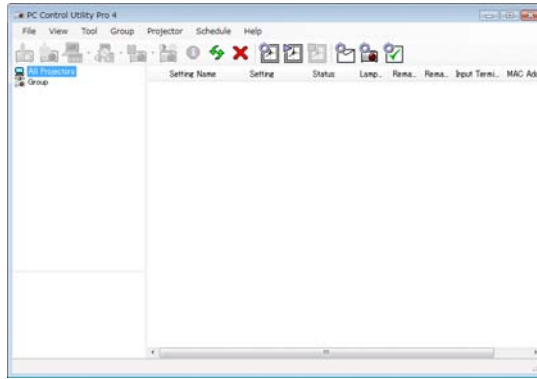 PC Control Utility Pro 4
File View Tool Group Projector Schedule Help
All Projectors
Group
Setting Name Setting Status Lamp... Rema... Rema... Input Termi... MAC Add